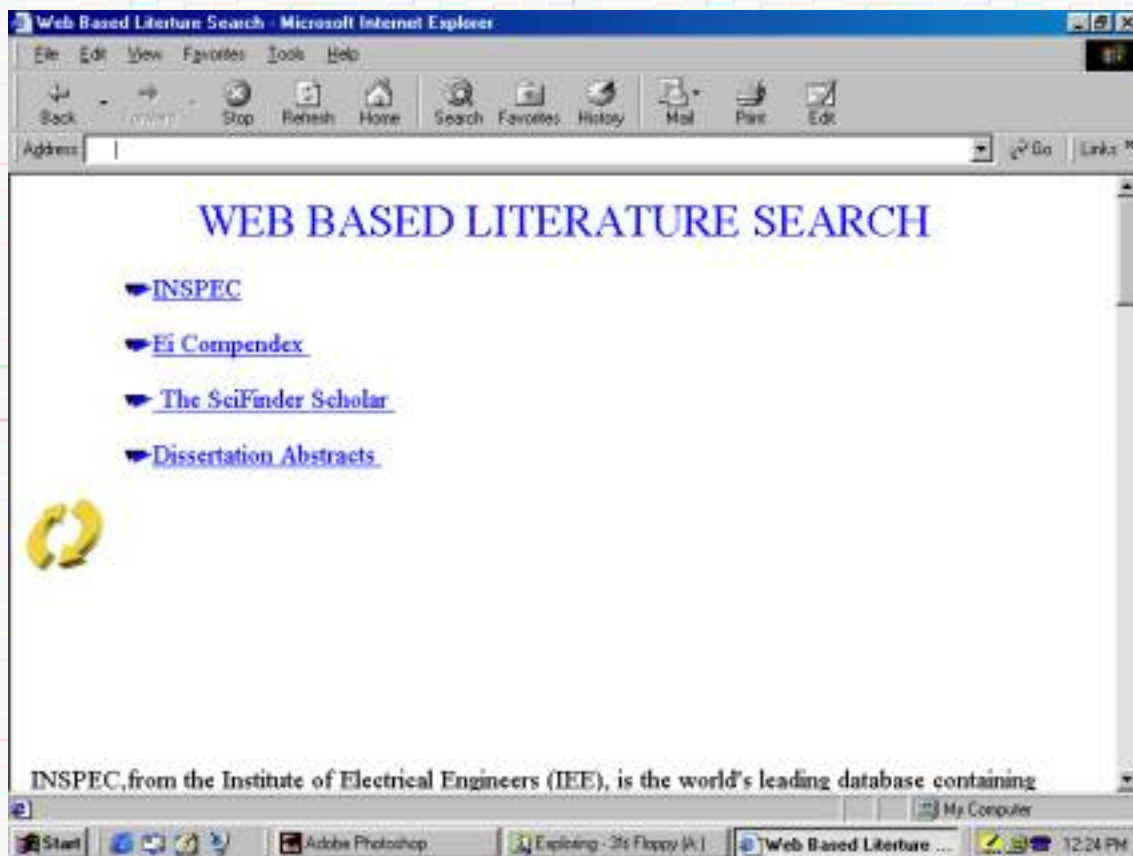 Web Based Literture Search - Microsoft Internet Explorer
File Edit View Favorites Tools Help
Back Forward Stop Refresh Home Search Favorites History Mail Print Edit
Address Go Links »
WEB BASED LITERATURE SEARCH
INSPEC
Ei Compendex
The SciFinder Scholar
Dissertation Abstracts
INSPEC,from the Institute of Electrical Engineers (IEE), is the world's leading database containing
My Computer
Start Adobe Photoshop Exploring - 3½ Floppy (A:) Web Based Literture ... 12:24 PM